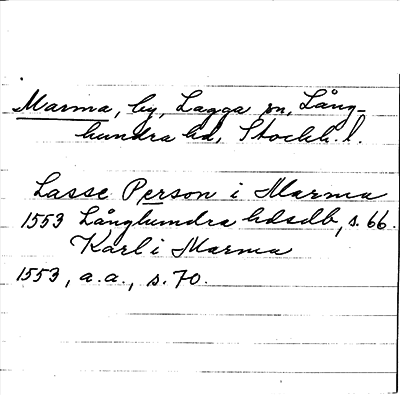 Marma, by, Lagga sn, Lång-
hundra hd, Stockh. l.
Lasse Person i Marma
1553 Långhundra hdsdb, s. 66.
Karl i Marma
1553, a.a., s. 70.